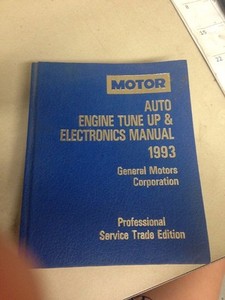 MOTOR
AUTO
ENGINE TUNE UP &
ELECTRONICS MANUAL
1993
General Motors
Corporation
Professional
Service Trade Edition